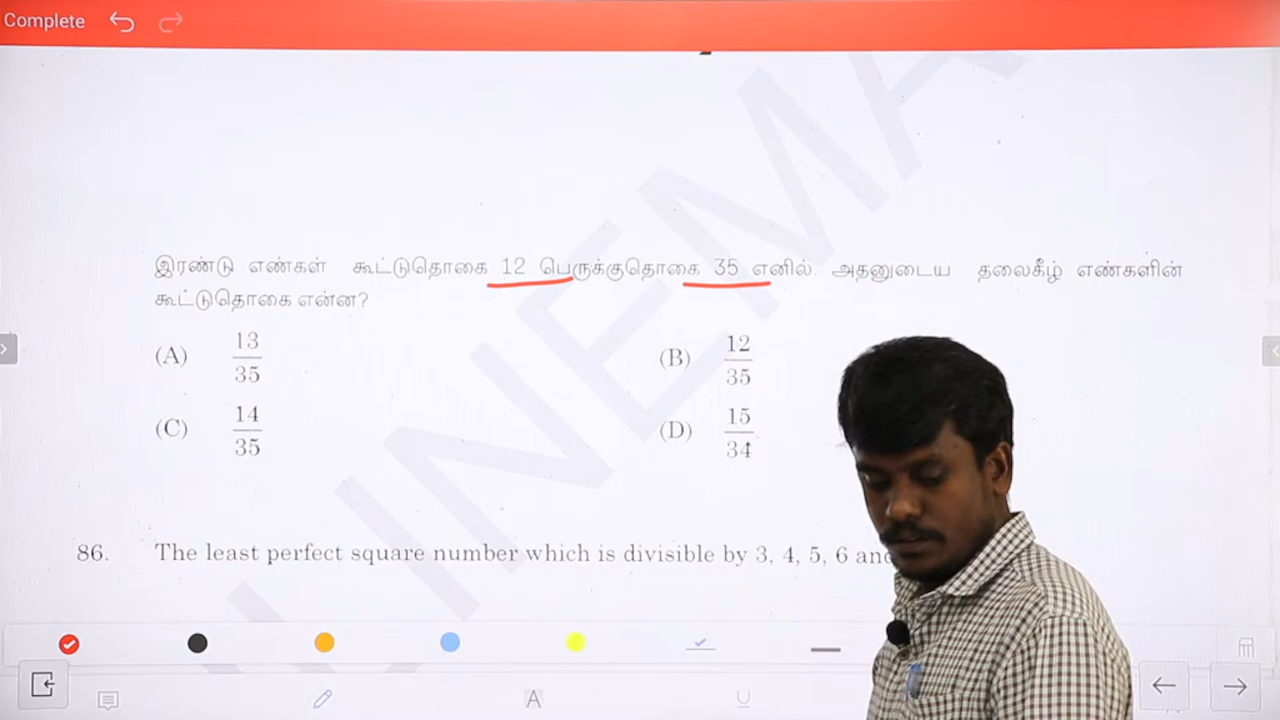 Complete
இரண்டு எண்கள் கூட்டுதொகை 12 பெருக்குதொகை 35 எனில். அதனுடைய தலைகீழ் எண்களின்
கூட்டுதொகை என்ன?
(A) 13/35 (B) 12/35
(C) 14/35 (D) 15/34
86. The least perfect square number which is divisible by 3, 4, 5, 6 and
A
U